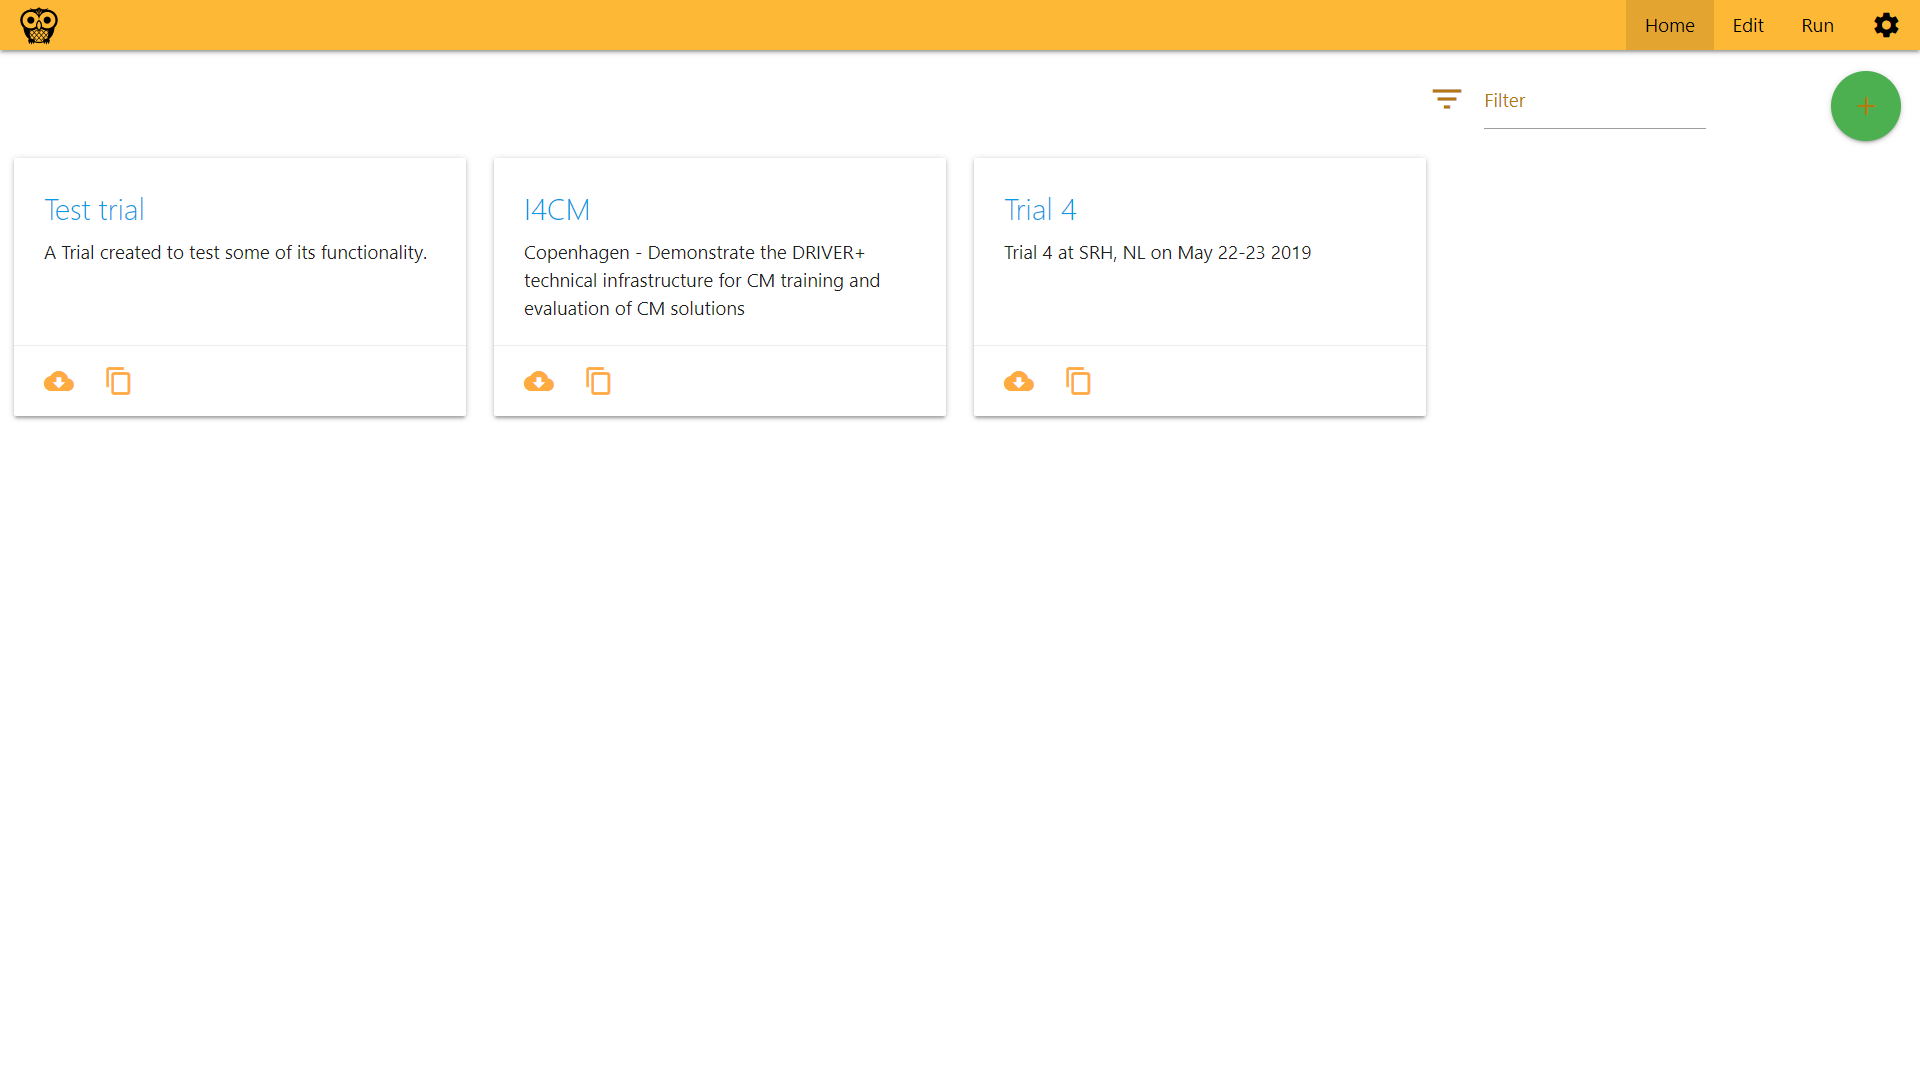 Home Edit Run
Filter
Test trial
A Trial created to test some of its functionality.
I4CM
Copenhagen - Demonstrate the DRIVER+
technical infrastructure for CM training and
evaluation of CM solutions
Trial 4
Trial 4 at SRH, NL on May 22-23 2019